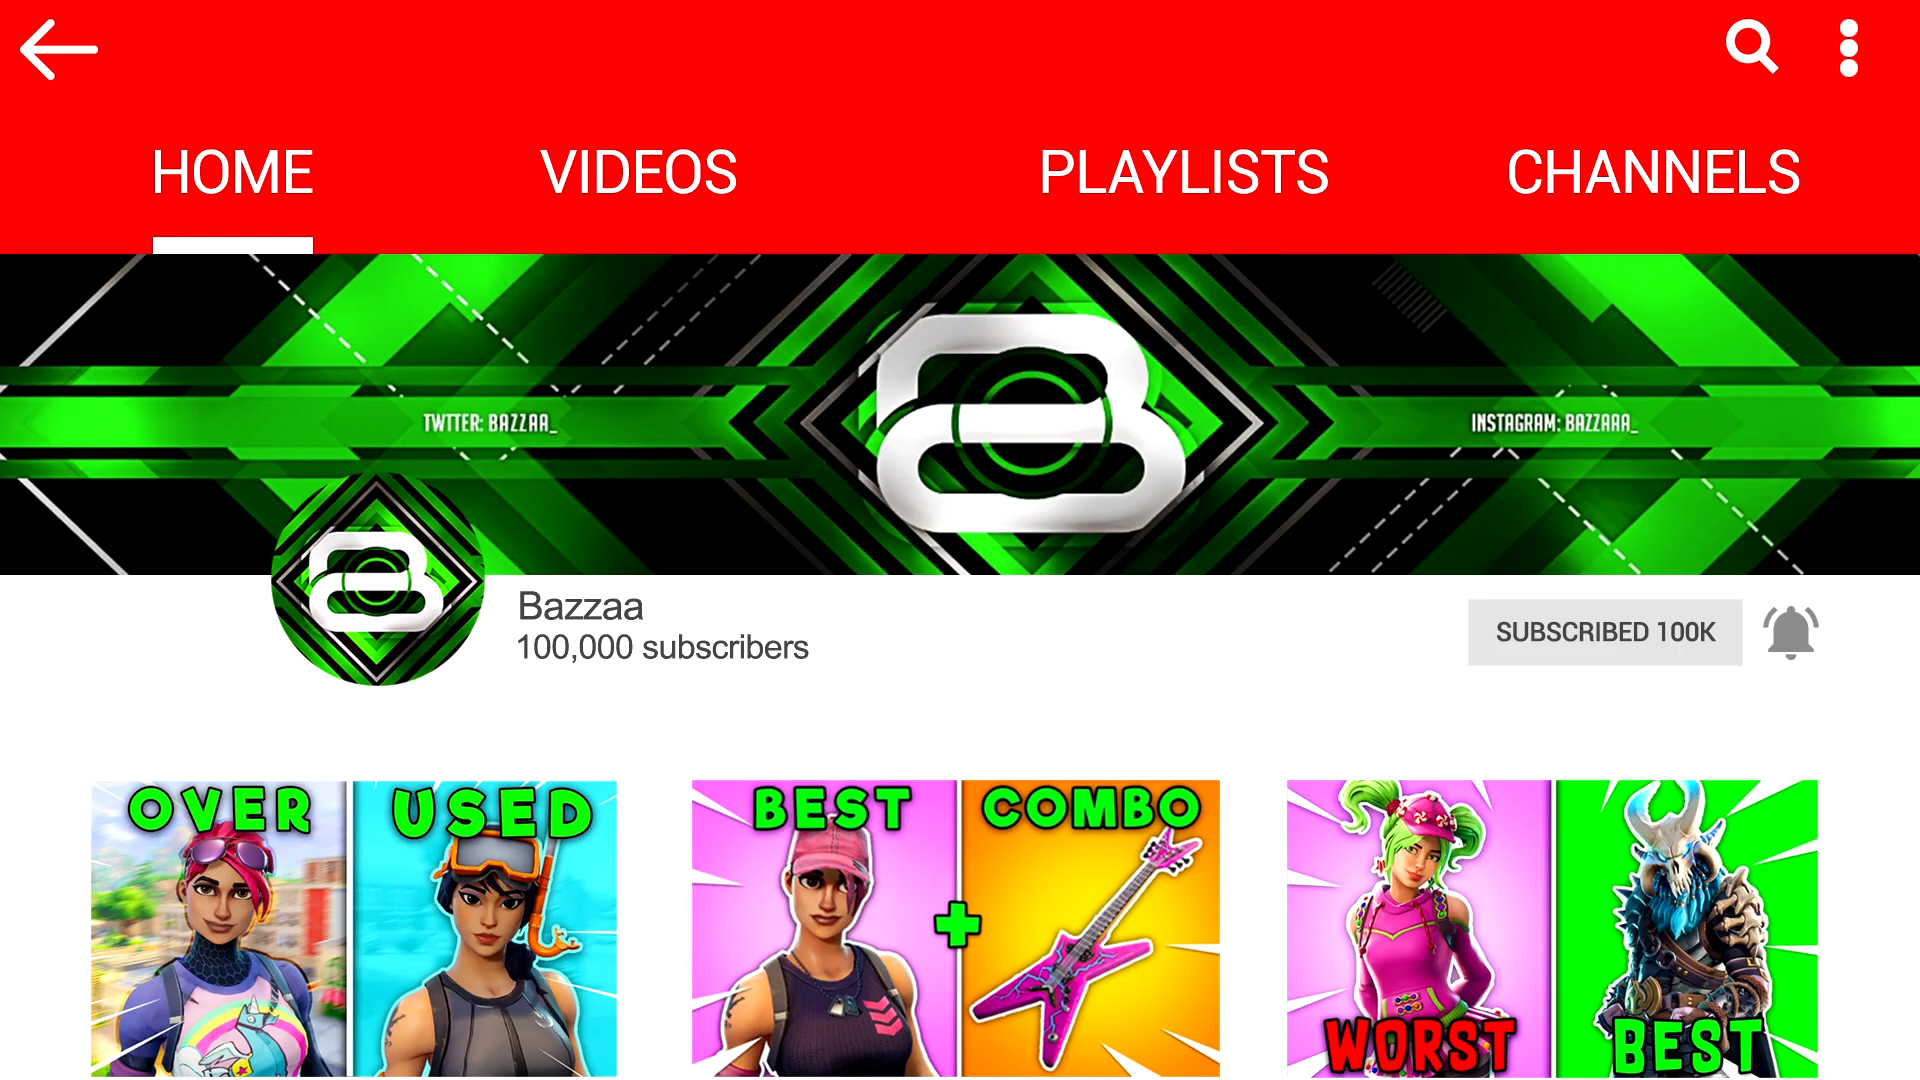 HOME VIDEOS PLAYLISTS CHANNELS
TWTTER: BAZZAA_
INSTAGRAM: BAZZAAA_
Bazzaa
100,000 subscribers
SUBSCRIBED 100K
OVER USED
BEST COMBO
+
WORST BEST